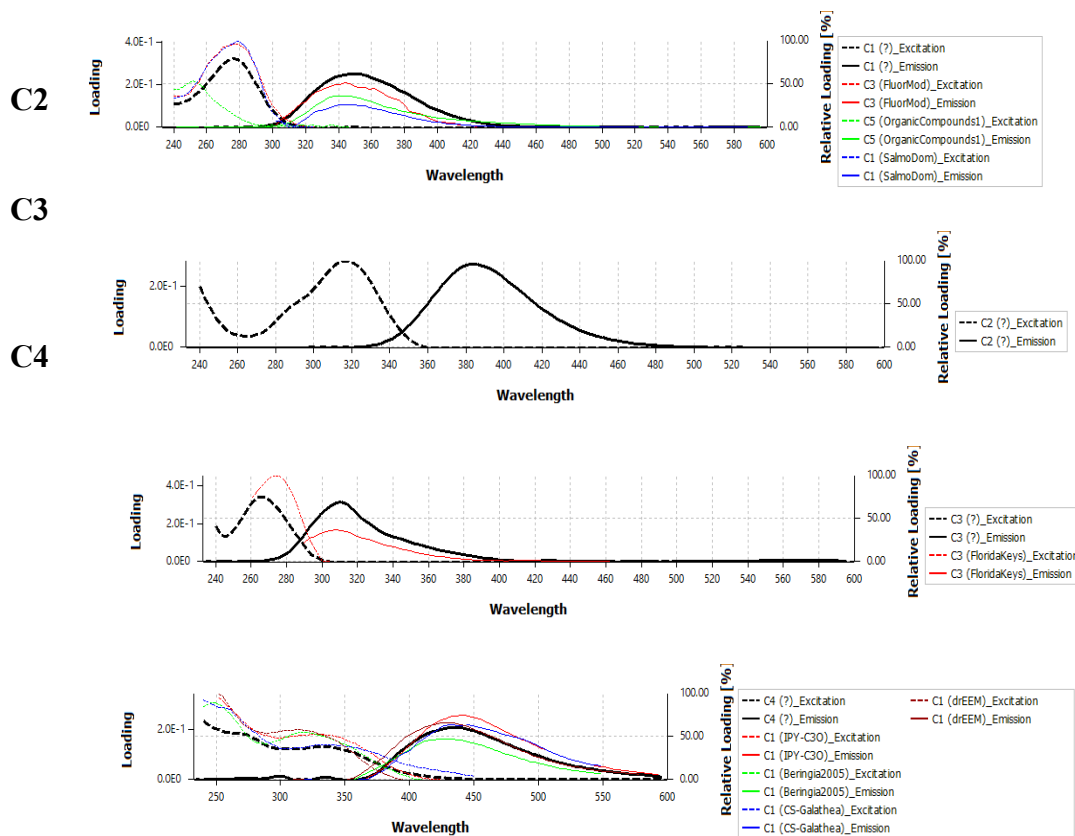 C2
Loading
4.0E-1
2.0E-1
0.0E0
240 260 280 300 320 340 360 380 400 420 440 460 480 500 520 540 560 580 600
Wavelength
100.00
50.00
0.00
Relative Loading [%]
C1 (?)_Excitation
C1 (?)_Emission
C3 (FluorMod)_Excitation
C3 (FluorMod)_Emission
C5 (OrganicCompounds1)_Excitation
C5 (OrganicCompounds1)_Emission
C1 (SalmoDom)_Excitation
C1 (SalmoDom)_Emission
C3
Loading
2.0E-1
0.0E0
240 260 280 300 320 340 360 380 400 420 440 460 480 500 520 540 560 580 600
Wavelength
100.00
50.00
0.00
Relative Loading [%]
C2 (?)_Excitation
C2 (?)_Emission
C4
Loading
4.0E-1
2.0E-1
0.0E0
240 260 280 300 320 340 360 380 400 420 440 460 480 500 520 540 560 580 600
Wavelength
100.00
50.00
0.00
Relative Loading [%]
C3 (?)_Excitation
C3 (?)_Emission
C3 (FloridaKeys)_Excitation
C3 (FloridaKeys)_Emission
Loading
2.0E-1
0.0E0
250 300 350 400 450 500 550 600
Wavelength
100.00
50.00
0.00
Relative Loading [%]
C4 (?)_Excitation
C4 (?)_Emission
C1 (IPY-C3O)_Excitation
C1 (IPY-C3O)_Emission
C1 (Beringia2005)_Excitation
C1 (Beringia2005)_Emission
C1 (CS-Galathea)_Excitation
C1 (CS-Galathea)_Emission
C1 (drEEM)_Excitation
C1 (drEEM)_Emission